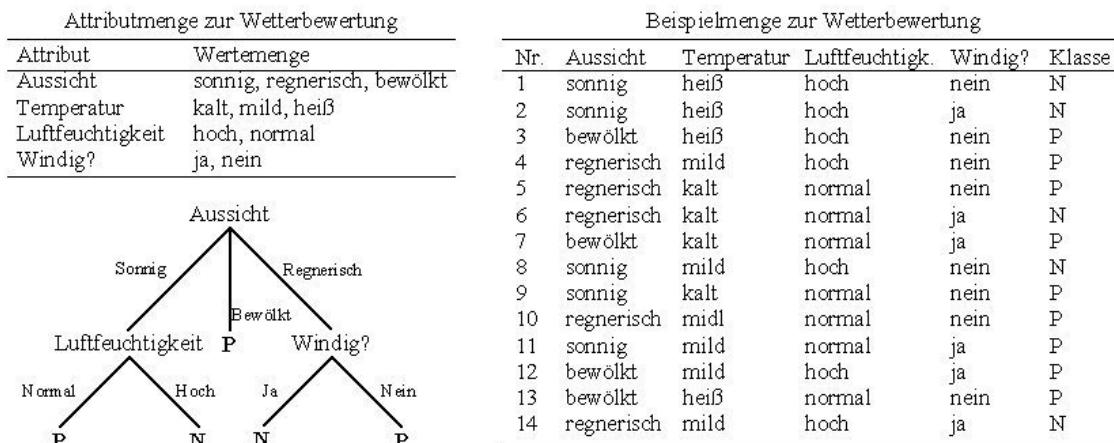 Attributmenge zur Wetterbewertung
Attribut Wertemenge
Aussicht sonnig, regnerisch, bewölkt
Temperatur kalt, mild, heiß
Luftfeuchtigkeit hoch, normal
Windig? ja, nein
Aussicht
Sonnig Regnerisch
Bewölkt
Luftfeuchtigkeit P Windig?
Normal Hoch Ja Nein
P N N P
Beispielmenge zur Wetterbewertung
Nr. Aussicht Temperatur Luftfeuchtigk. Windig? Klasse
1 sonnig heiß hoch nein N
2 sonnig heiß hoch ja N
3 bewölkt heiß hoch nein P
4 regnerisch mild hoch nein P
5 regnerisch kalt normal nein P
6 regnerisch kalt normal ja N
7 bewölkt kalt normal ja P
8 sonnig mild hoch nein N
9 sonnig kalt normal nein P
10 regnerisch midl normal nein P
11 sonnig mild normal ja P
12 bewölkt mild hoch ja P
13 bewölkt heiß normal nein P
14 regnerisch mild hoch ja N